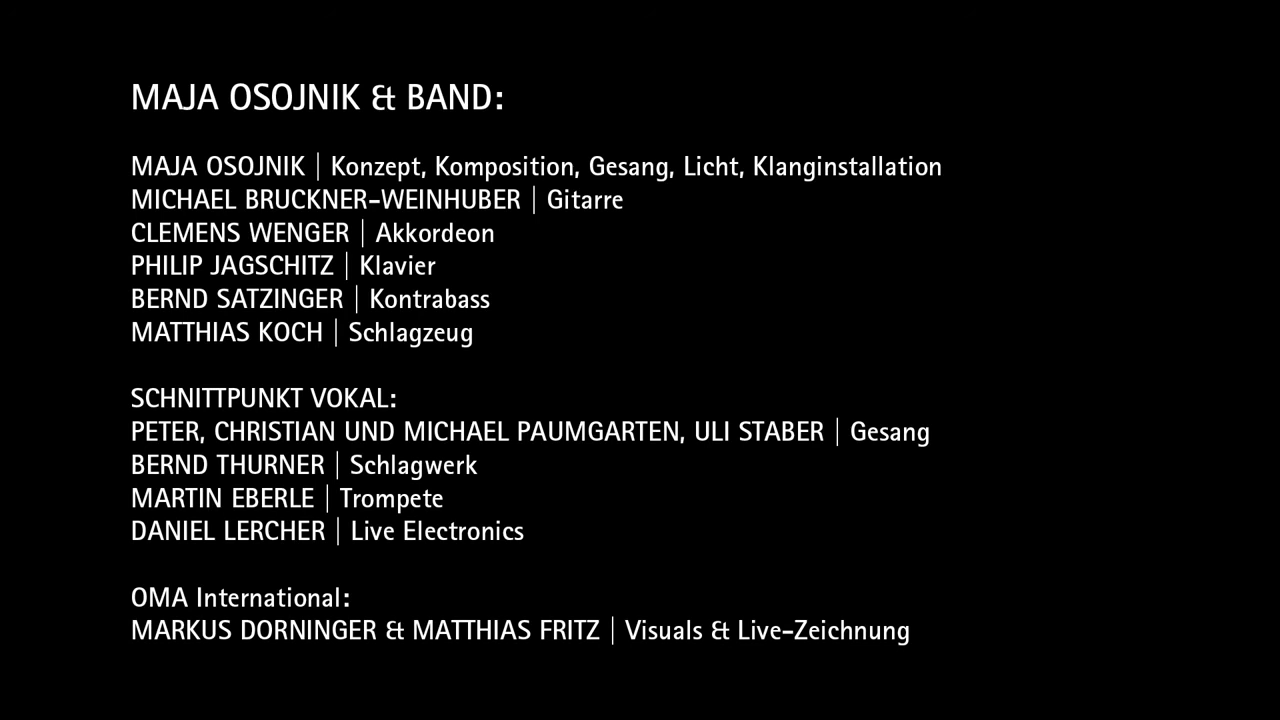 MAJA OSOJNIK & BAND:
MAJA OSOJNIK | Konzept, Komposition, Gesang, Licht, Klanginstallation
MICHAEL BRUCKNER-WEINHUBER | Gitarre
CLEMENS WENGER | Akkordeon
PHILIP JAGSCHITZ | Klavier
BERND SATZINGER | Kontrabass
MATTHIAS KOCH | Schlagzeug
SCHNITTPUNKT VOKAL:
PETER, CHRISTIAN UND MICHAEL PAUMGARTEN, ULI STABER | Gesang
BERND THURNER | Schlagwerk
MARTIN EBERLE | Trompete
DANIEL LERCHER | Live Electronics
OMA International:
MARKUS DORNINGER & MATTHIAS FRITZ | Visuals & Live-Zeichnung